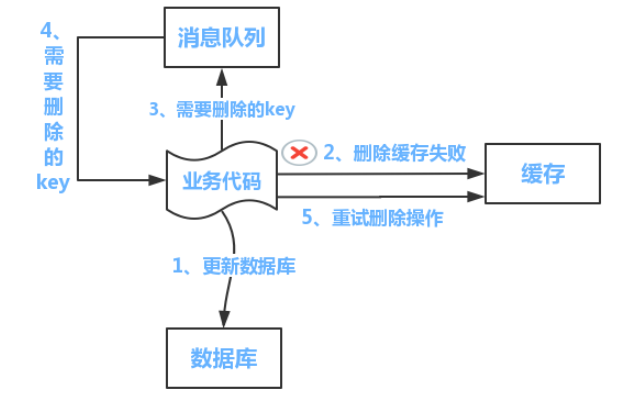 消息队列
4、需要删除的key
3、需要删除的key
2、删除缓存失败
业务代码
缓存
5、重试删除操作
1、更新数据库
数据库